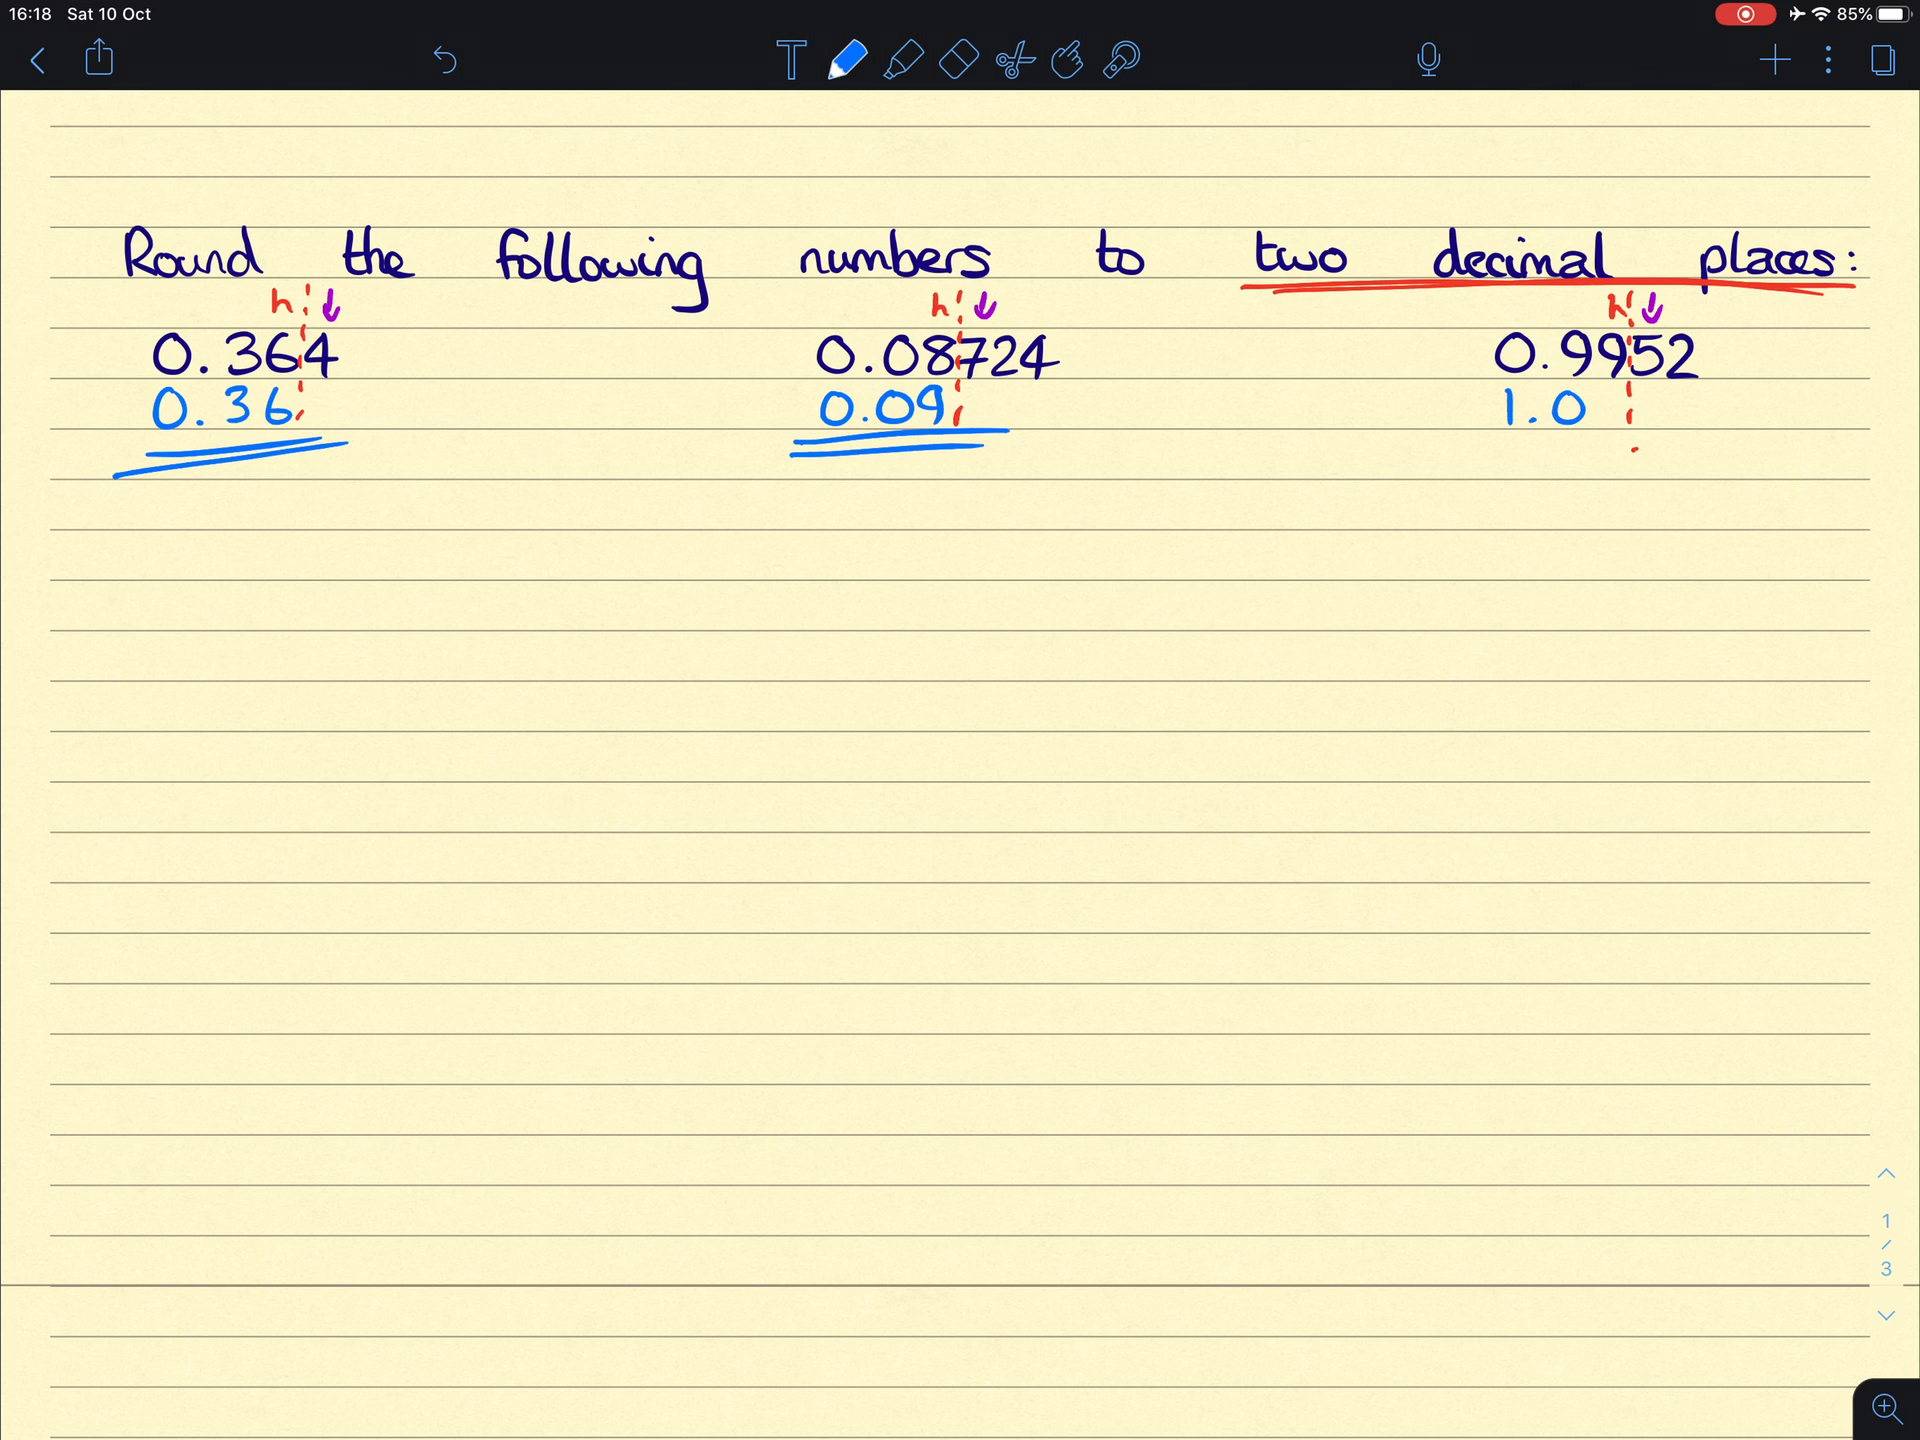 16:18 Sat 10 Oct 85%
T
Round the following numbers to two decimal places:
h h h
0.364 0.08724 0.9952
0.36 0.09 1.0
1
/
3